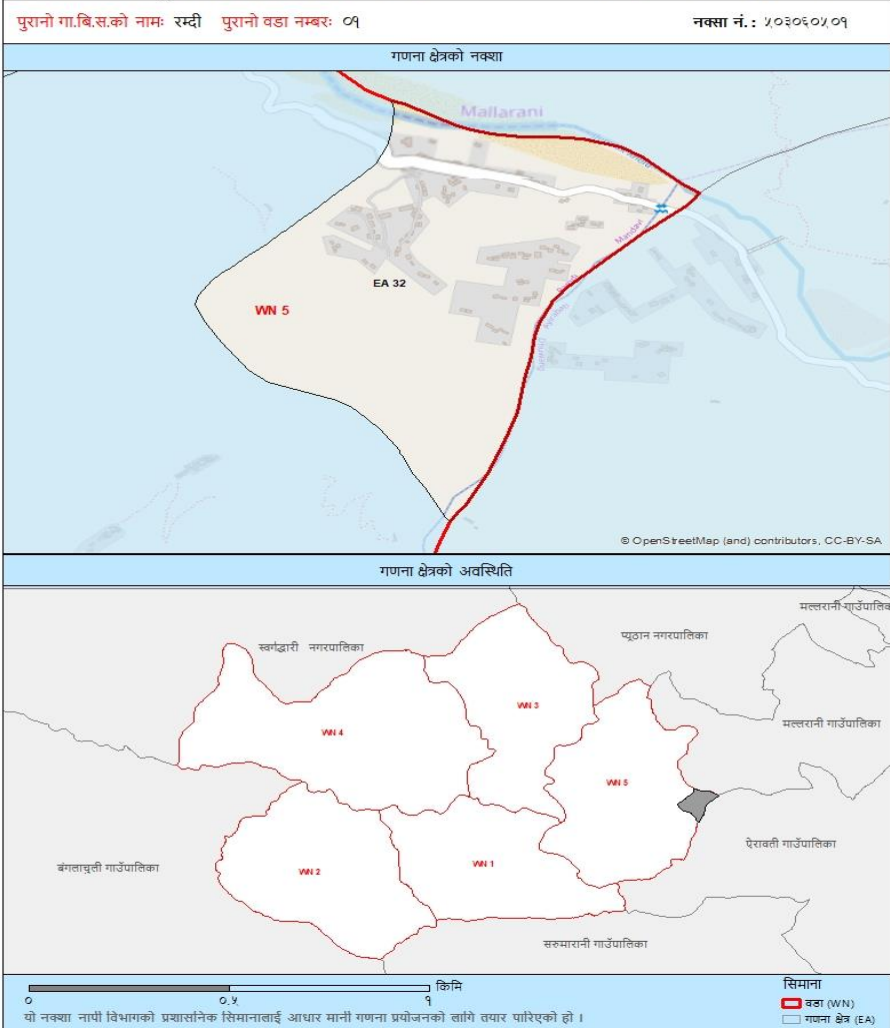 पुरानो गा.बि.स.को नामः रम्दी पुरानो वडा नम्बरः ०१ नक्सा नं.: ५०३०६०५०१
गणना क्षेत्रको नक्शा
Mallarani
Mandavi
EA 32
WN 5
© OpenStreetMap (and) contributors, CC-BY-SA
गणना क्षेत्रको अवस्थिति
मल्लरानी गाउँपालिक
स्वर्गद्वारी नगरपालिका
प्यूठान नगरपालिका
WN 3
मल्लरानी गाउँपालिका
WN 4
WN 5
ऐरावती गाउँपालिका
बंगलाचुली गाउँपालिका
WN 1
WN 2
सरुमारानी गाउँपालिका
किमि
० ०.५ १
यो नक्शा नापी विभागको प्रशासनिक सिमानालाई आधार मानी गणना प्रयोजनको लागि तयार पारिएको हो ।
सिमाना
वडा (WN)
गणना क्षेत्र (EA)